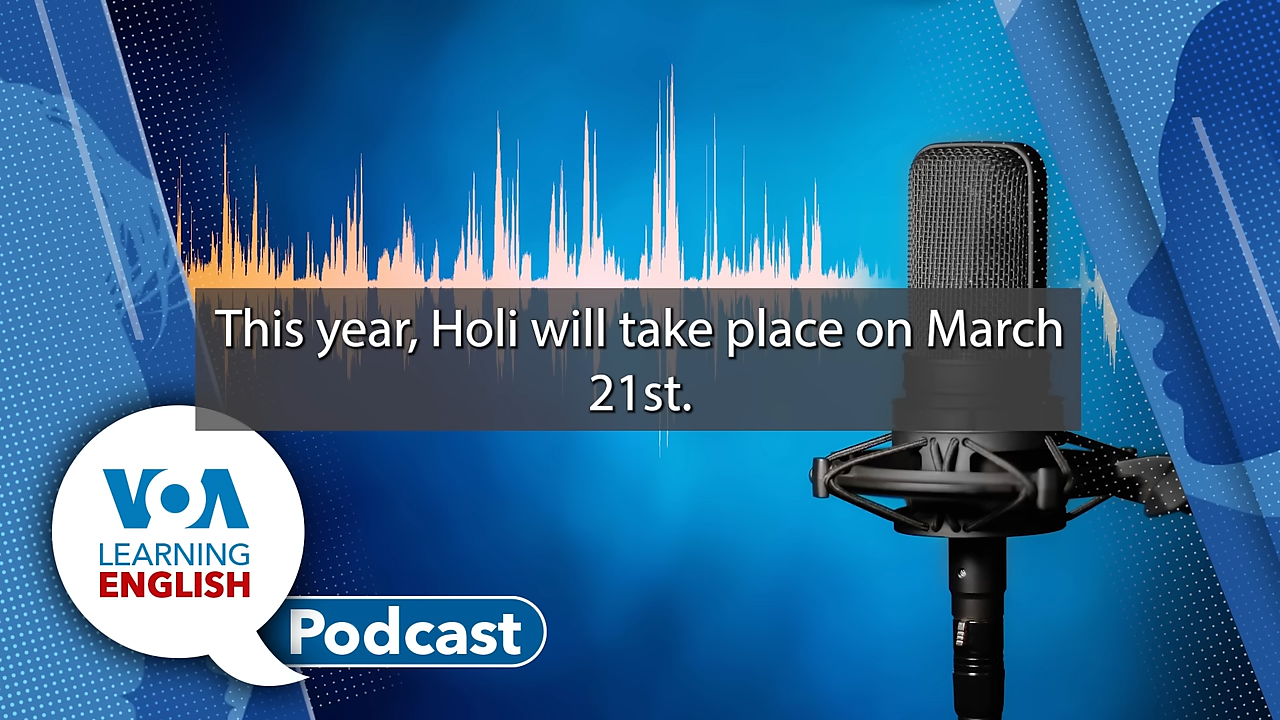 This year, Holi will take place on March
21st.
VOA
LEARNING
ENGLISH
Podcast